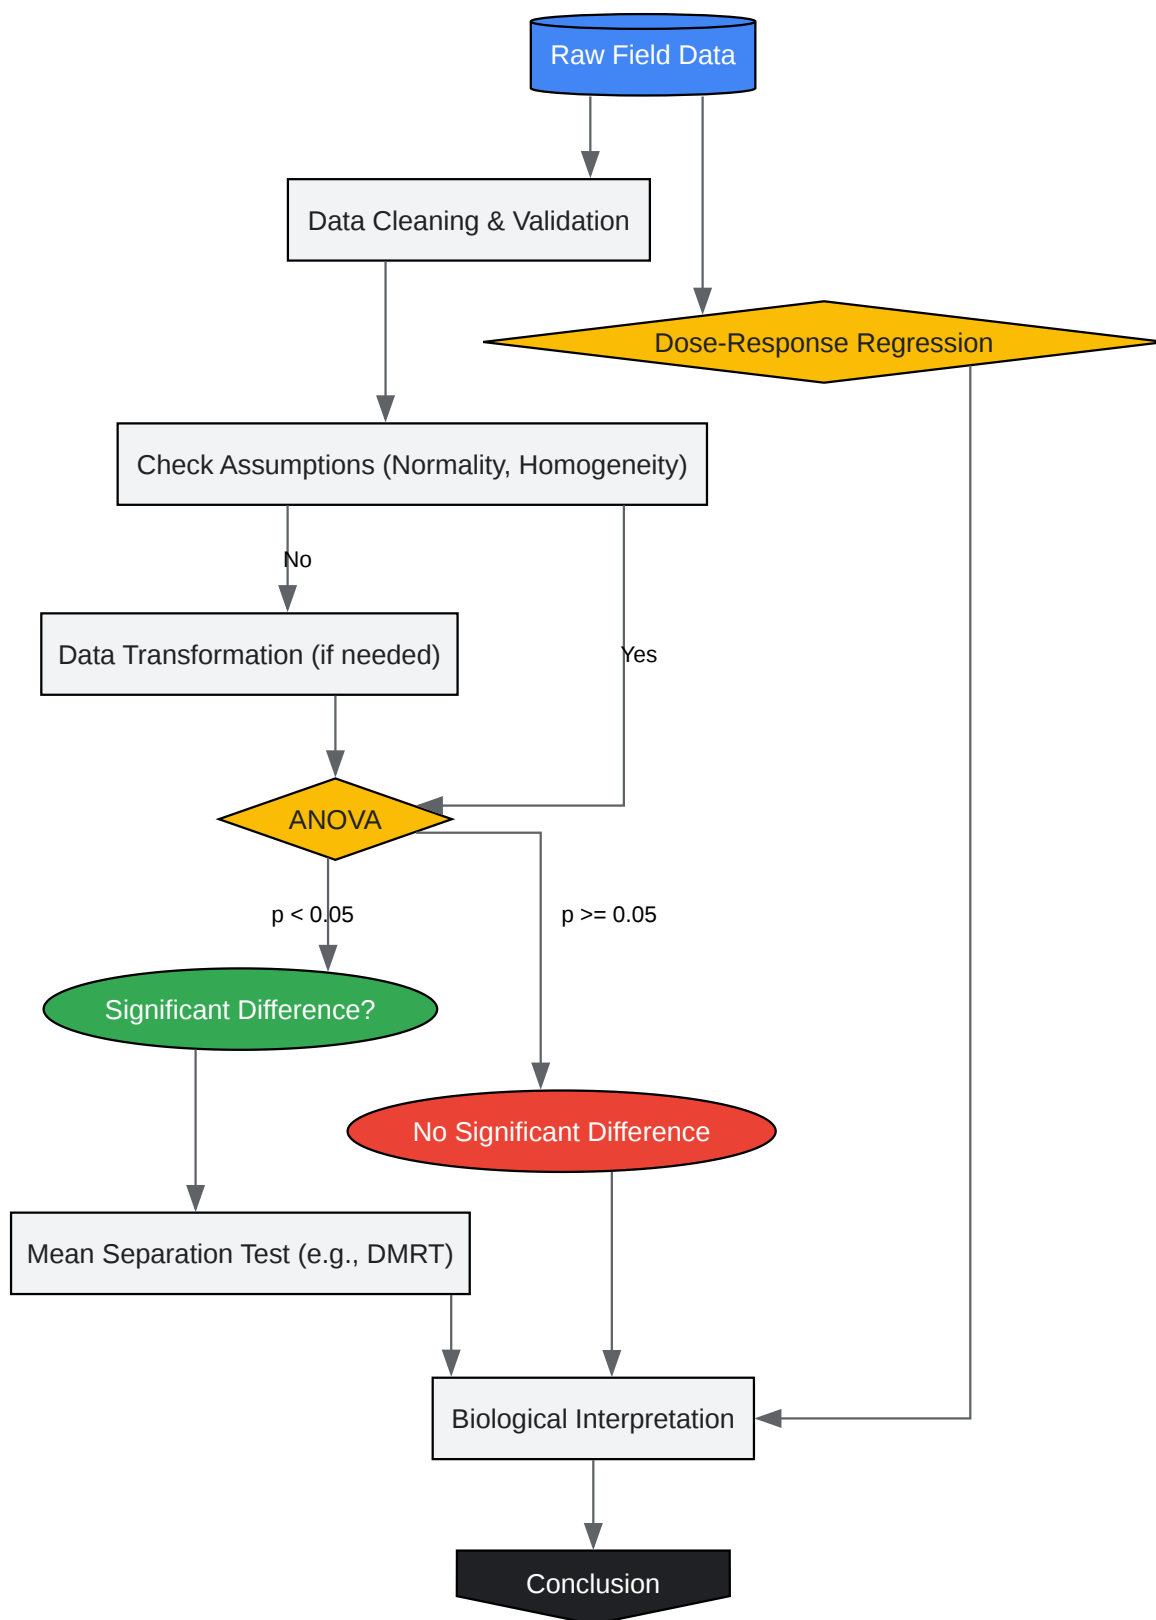 Raw Field Data
Data Cleaning & Validation
Dose-Response Regression
Check Assumptions (Normality, Homogeneity)
No
Data Transformation (if needed)
Yes
ANOVA
p < 0.05
p >= 0.05
Significant Difference?
No Significant Difference
Mean Separation Test (e.g., DMRT)
Biological Interpretation
Conclusion